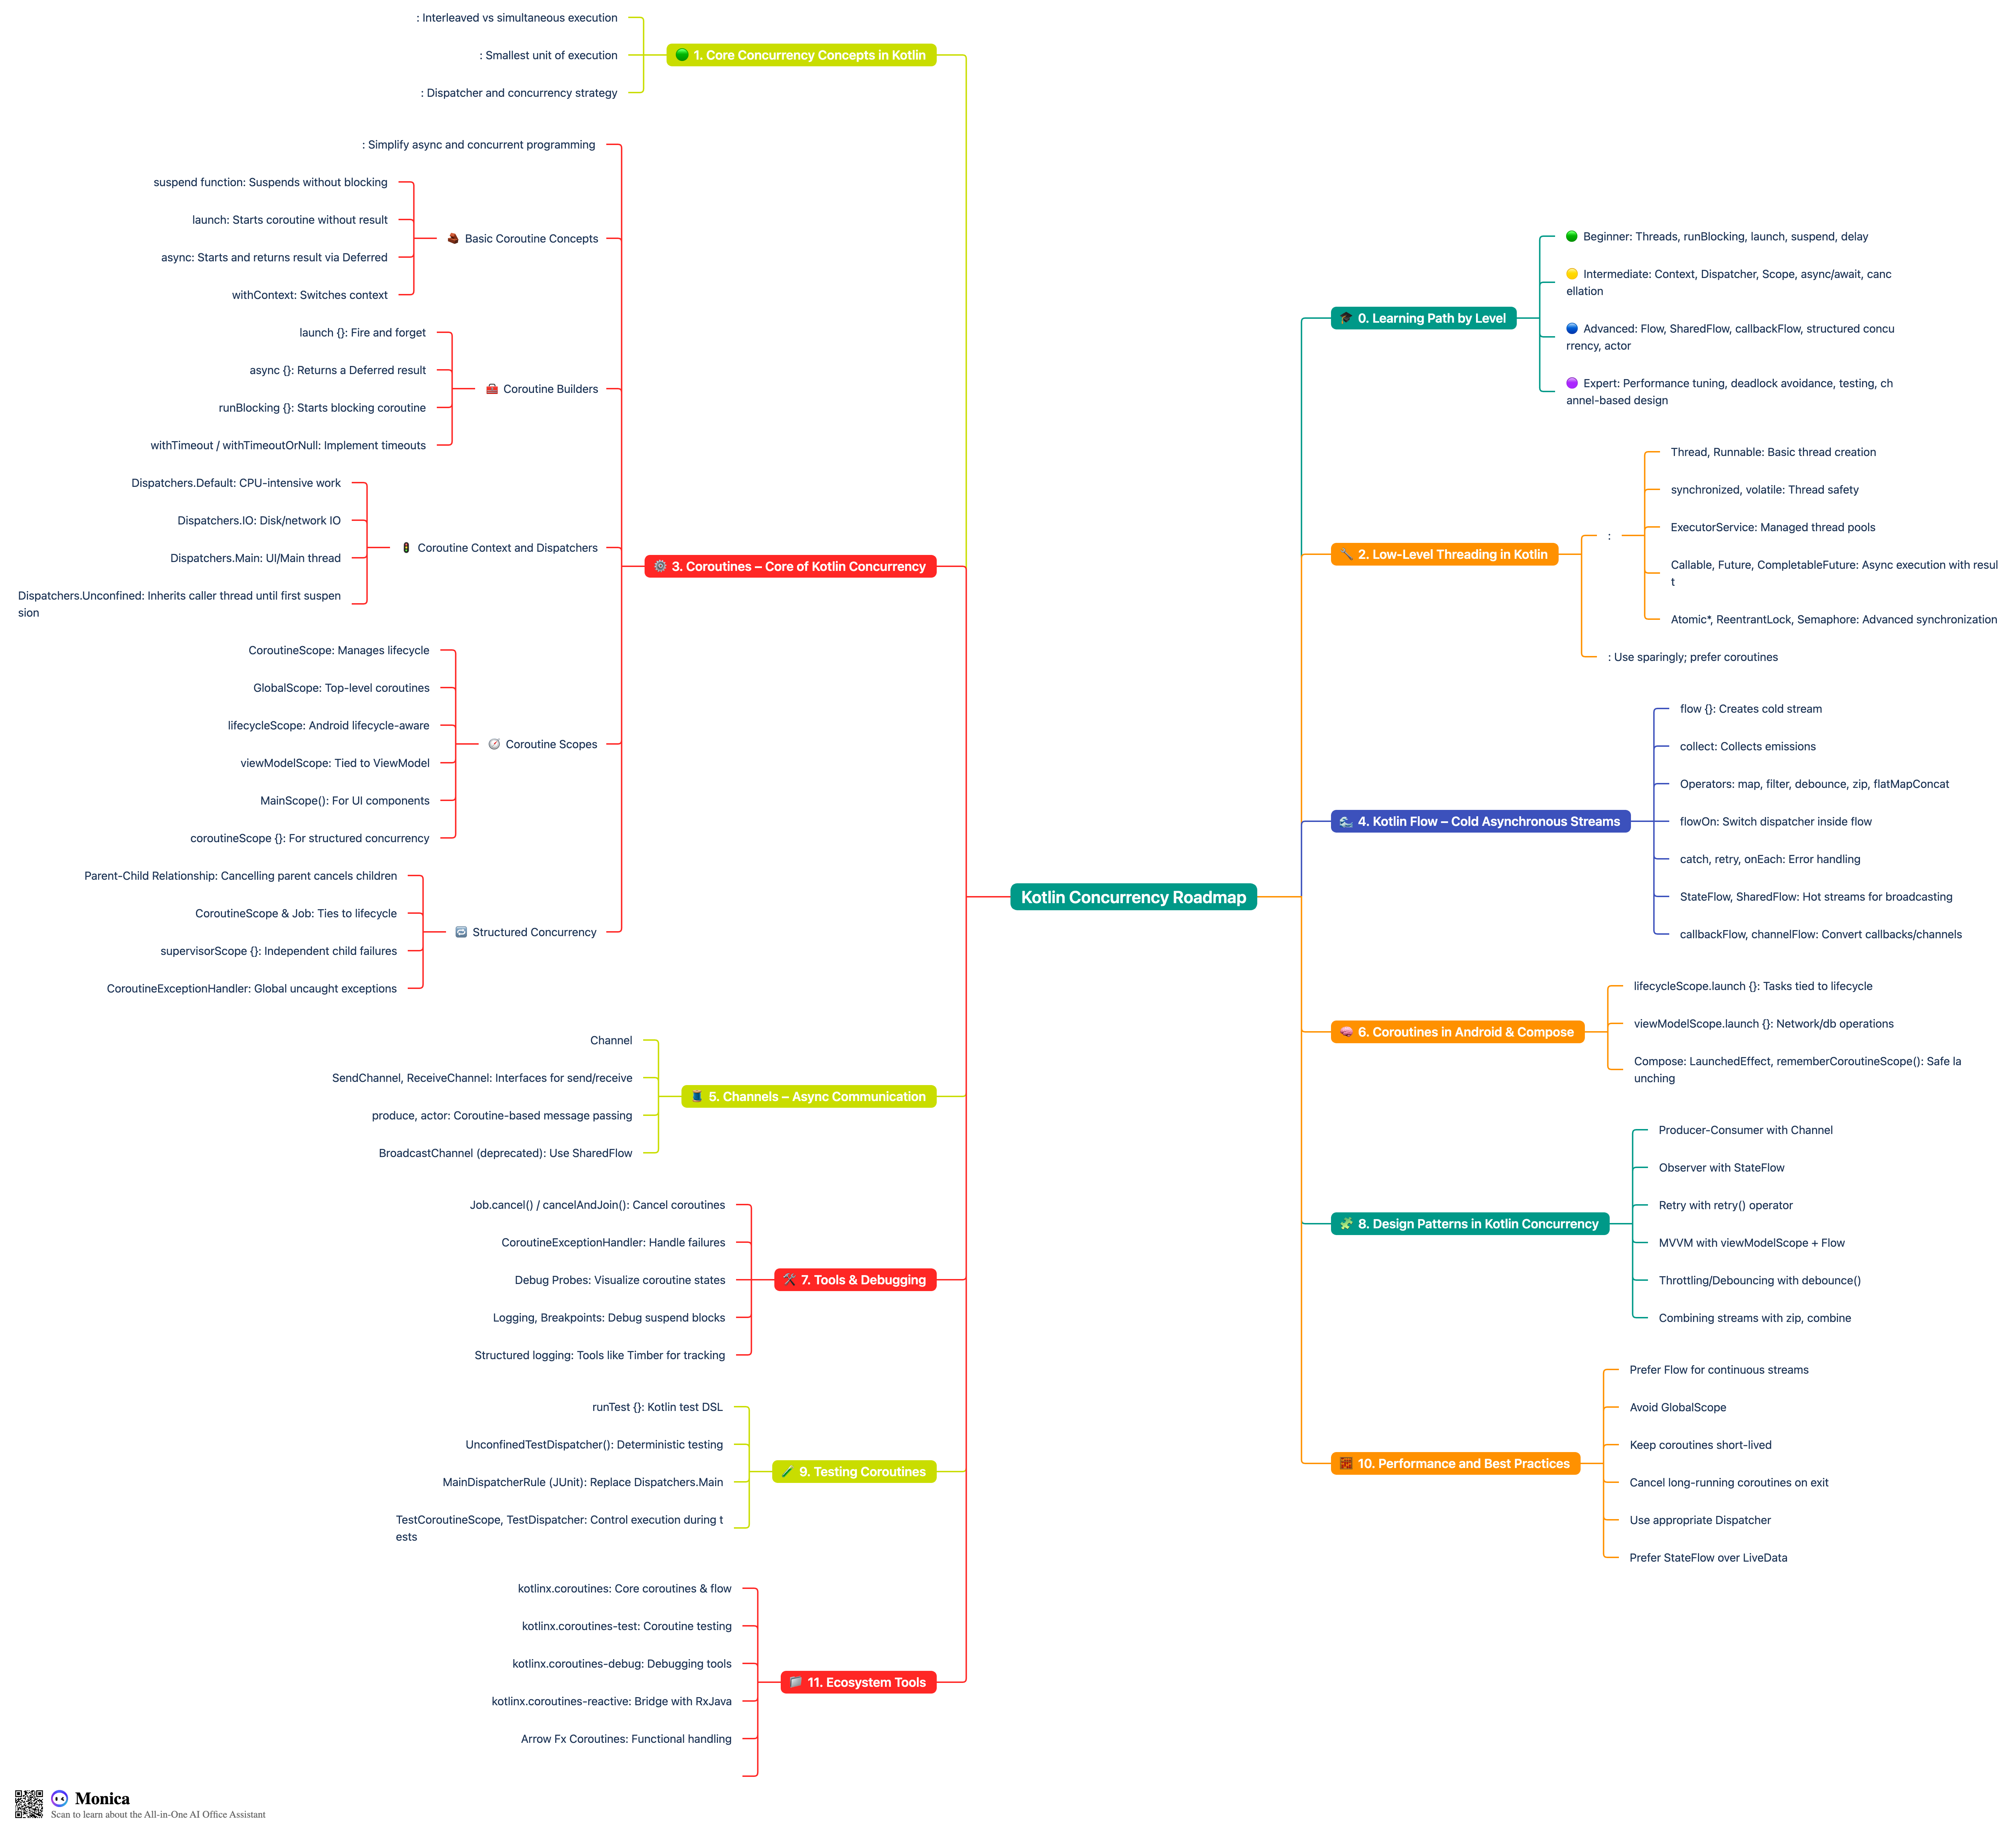 Kotlin Concurrency Roadmap
🎓 0. Learning Path by Level
🟢 Beginner: Threads, runBlocking, launch, suspend, delay
🟡 Intermediate: Context, Dispatcher, Scope, async/await, canc
ellation
🔵 Advanced: Flow, SharedFlow, callbackFlow, structured concu
rrency, actor
🟣 Expert: Performance tuning, deadlock avoidance, testing, ch
annel-based design
🟢 1. Core Concurrency Concepts in Kotlin
: Interleaved vs simultaneous execution
: Smallest unit of execution
: Dispatcher and concurrency strategy
2. Low-Level Threading in Kotlin
:
Thread, Runnable: Basic thread creation
synchronized, volatile: Thread safety
ExecutorService: Managed thread pools
Callable, Future, CompletableFuture: Async execution with resul
t
Atomic*, ReentrantLock, Semaphore: Advanced synchronization
: Use sparingly; prefer coroutines
⚙️ 3. Coroutines – Core of Kotlin Concurrency
: Simplify async and concurrent programming
Basic Coroutine Concepts
suspend function: Suspends without blocking
launch: Starts coroutine without result
async: Starts and returns result via Deferred
withContext: Switches context
🧰 Coroutine Builders
launch {}: Fire and forget
async {}: Returns a Deferred result
runBlocking {}: Starts blocking coroutine
withTimeout / withTimeoutOrNull: Implement timeouts
🚦 Coroutine Context and Dispatchers
Dispatchers.Default: CPU-intensive work
Dispatchers.IO: Disk/network IO
Dispatchers.Main: UI/Main thread
Dispatchers.Unconfined: Inherits caller thread until first suspen
sion
🧭 Coroutine Scopes
CoroutineScope: Manages lifecycle
GlobalScope: Top-level coroutines
lifecycleScope: Android lifecycle-aware
viewModelScope: Tied to ViewModel
MainScope(): For UI components
coroutineScope {}: For structured concurrency
🔁 Structured Concurrency
Parent-Child Relationship: Cancelling parent cancels children
CoroutineScope & Job: Ties to lifecycle
supervisorScope {}: Independent child failures
CoroutineExceptionHandler: Global uncaught exceptions
🌊 4. Kotlin Flow – Cold Asynchronous Streams
flow {}: Creates cold stream
collect: Collects emissions
Operators: map, filter, debounce, zip, flatMapConcat
flowOn: Switch dispatcher inside flow
catch, retry, onEach: Error handling
StateFlow, SharedFlow: Hot streams for broadcasting
callbackFlow, channelFlow: Convert callbacks/channels
🧵 5. Channels – Async Communication
Channel
SendChannel, ReceiveChannel: Interfaces for send/receive
produce, actor: Coroutine-based message passing
BroadcastChannel (deprecated): Use SharedFlow
🧠 6. Coroutines in Android & Compose
lifecycleScope.launch {}: Tasks tied to lifecycle
viewModelScope.launch {}: Network/db operations
Compose: LaunchedEffect, rememberCoroutineScope(): Safe la
unching
🛠️ 7. Tools & Debugging
Job.cancel() / cancelAndJoin(): Cancel coroutines
CoroutineExceptionHandler: Handle failures
Debug Probes: Visualize coroutine states
Logging, Breakpoints: Debug suspend blocks
Structured logging: Tools like Timber for tracking
🧩 8. Design Patterns in Kotlin Concurrency
Producer-Consumer with Channel
Observer with StateFlow
Retry with retry() operator
MVVM with viewModelScope + Flow
Throttling/Debouncing with debounce()
Combining streams with zip, combine
🧪 9. Testing Coroutines
runTest {}: Kotlin test DSL
UnconfinedTestDispatcher(): Deterministic testing
MainDispatcherRule (JUnit): Replace Dispatchers.Main
TestCoroutineScope, TestDispatcher: Control execution during t
ests
🧱 10. Performance and Best Practices
Prefer Flow for continuous streams
Avoid GlobalScope
Keep coroutines short-lived
Cancel long-running coroutines on exit
Use appropriate Dispatcher
Prefer StateFlow over LiveData
11. Ecosystem Tools
kotlinx.coroutines: Core coroutines & flow
kotlinx.coroutines-test: Coroutine testing
kotlinx.coroutines-debug: Debugging tools
kotlinx.coroutines-reactive: Bridge with RxJava
Arrow Fx Coroutines: Functional handling
Monica
Scan to learn about the All-in-One AI Office Assistant